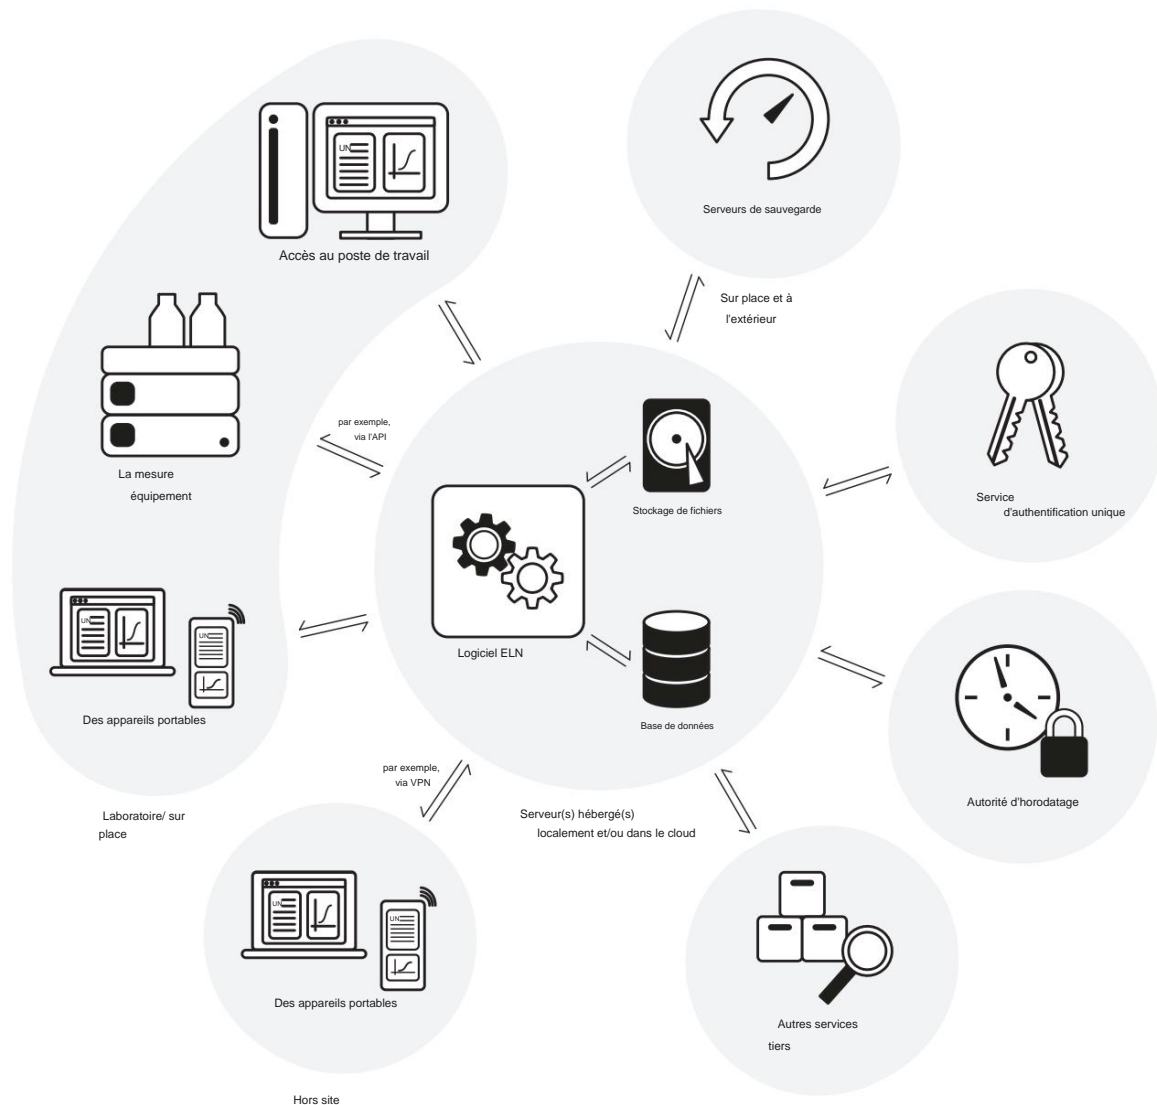 UN
Accès au poste de travail
Serveurs de sauvegarde
Sur place et à
l'extérieur
La mesure
équipement
par exemple,
via l'API
Stockage de fichiers
Service
d'authentification unique
Logiciel ELN
UN
UN
Des appareils portables
Base de données
Autorité d'horodatage
par exemple,
via VPN
Laboratoire/ sur
place
Serveur(s) hébergé(s)
localement et/ou dans le cloud
UN
UN
Des appareils portables
Autres services
tiers
Hors site